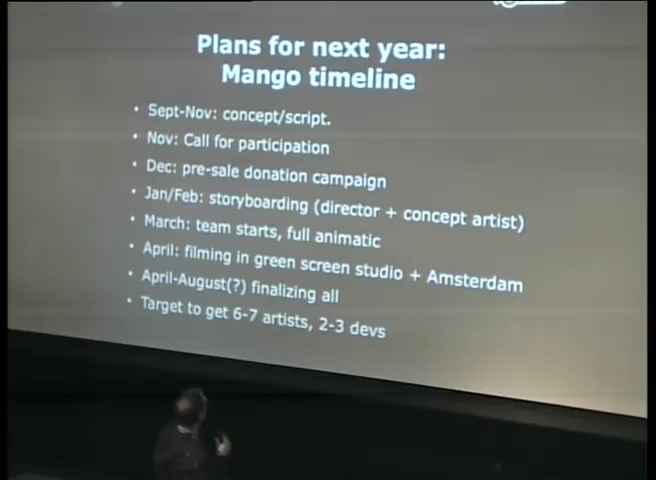 Plans for next year:
Mango timeline
• Sept-Nov: concept/script.
• Nov: Call for participation
• Dec: pre-sale donation campaign
• Jan/Feb: storyboarding (director + concept artist)
• March: team starts, full animatic
• April: filming in green screen studio + Amsterdam
• April-August(?) finalizing all
• Target to get 6-7 artists, 2-3 devs